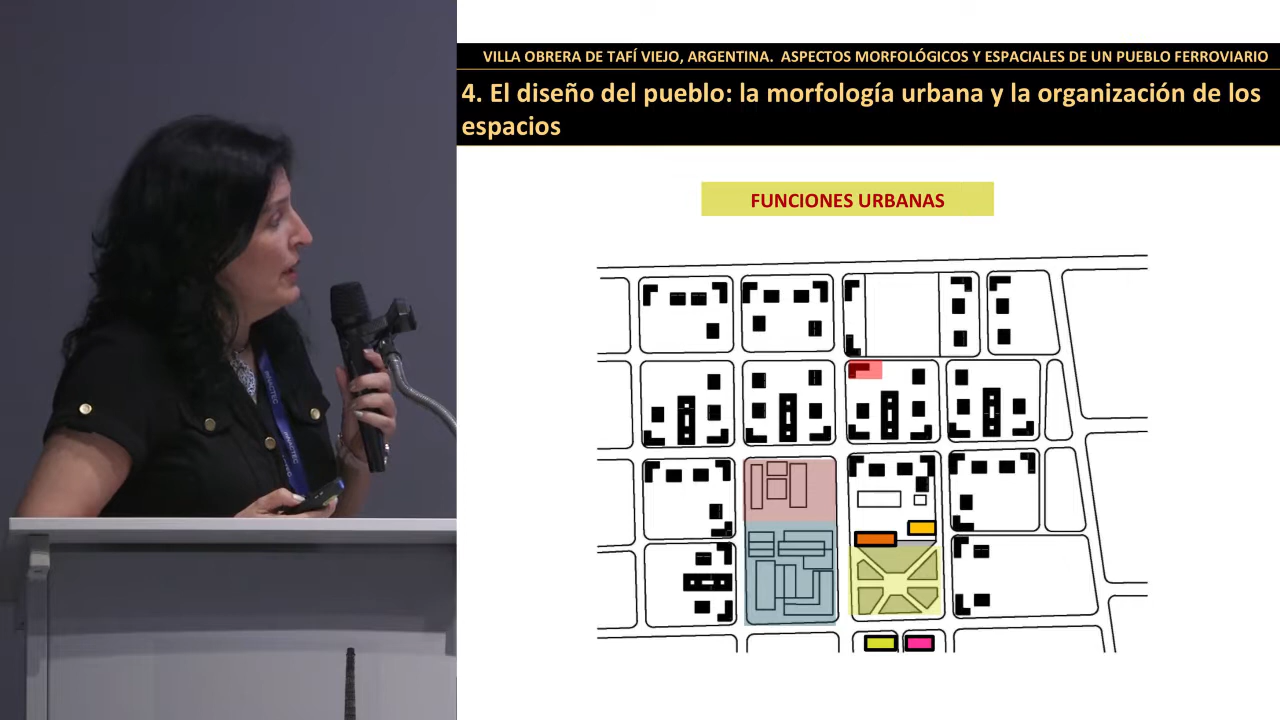 VILLA OBRERA DE TAFÍ VIEJO, ARGENTINA.  ASPECTOS MORFOLÓGICOS Y ESPACIALES DE UN PUEBLO FERROVIARIO
4. El diseño del pueblo: la morfología urbana y la organización de los
espacios
FUNCIONES URBANAS